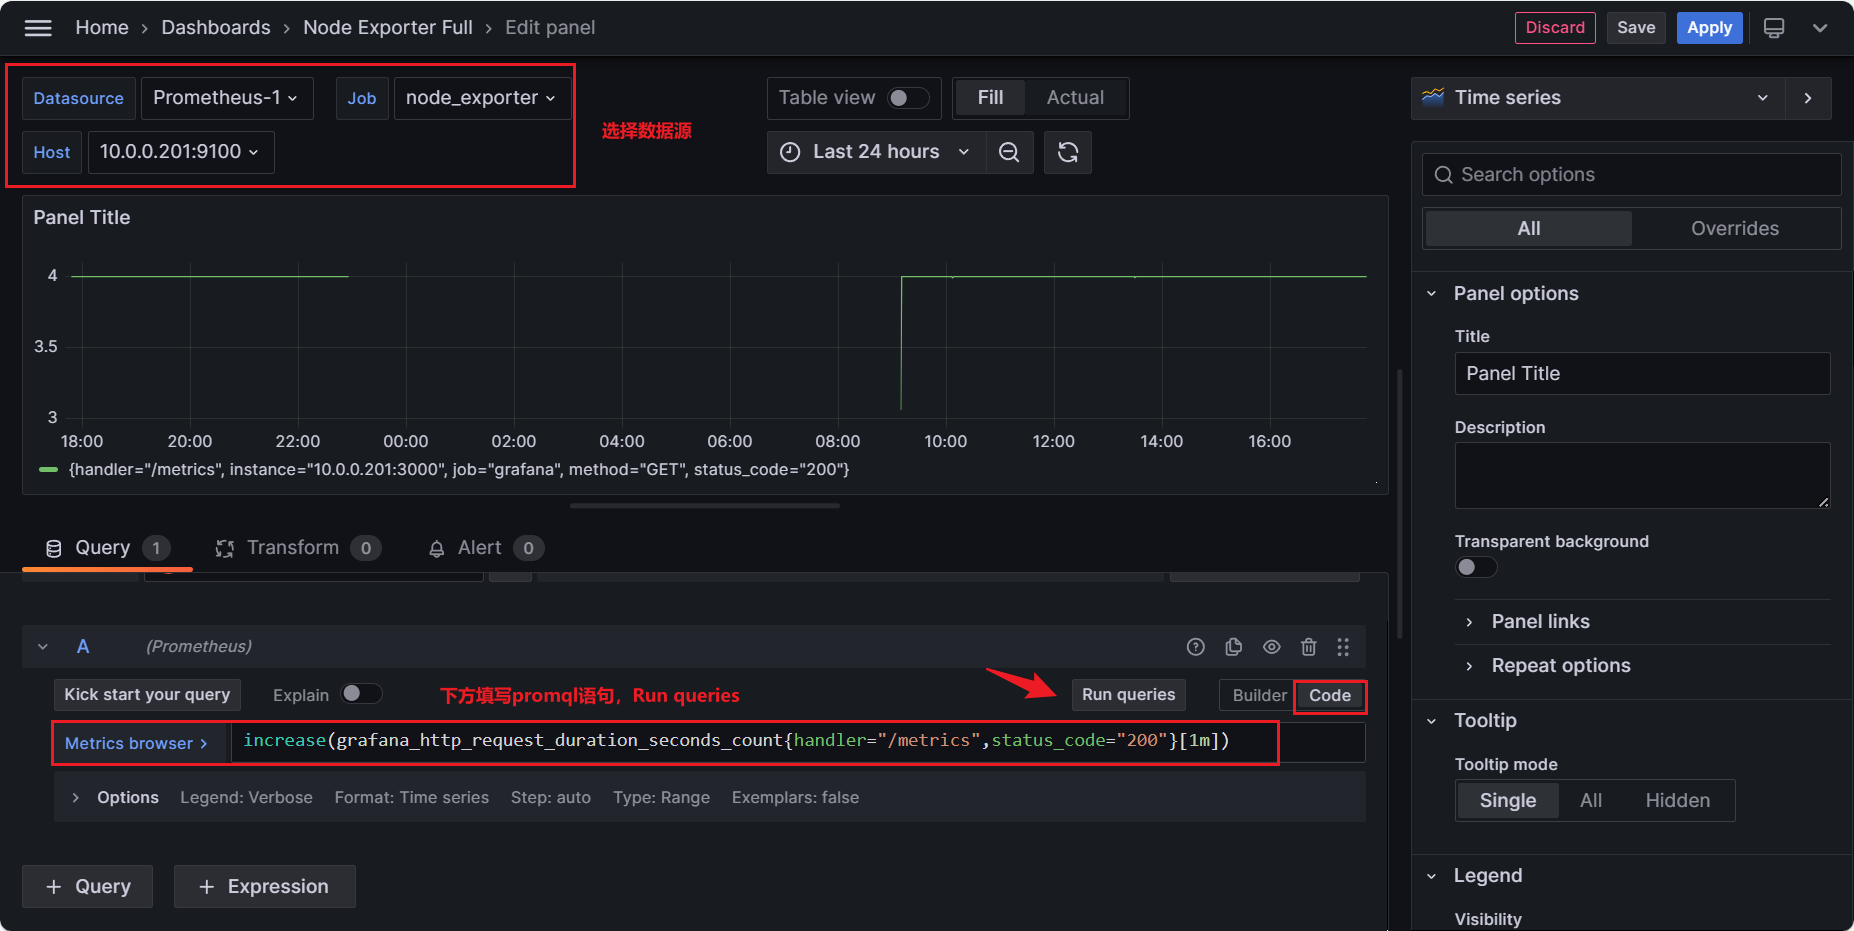 Home › Dashboards › Node Exporter Full › Edit panel
Discard Save Apply
Datasource Prometheus-1 Job node_exporter
Host 10.0.0.201:9100
选择数据源
Table view Fill Actual
Last 24 hours
Time series
Search options
All Overrides
Panel Title
4
3.5
3
18:00 20:00 22:00 00:00 02:00 04:00 06:00 08:00 10:00 12:00 14:00 16:00
{handler="/metrics", instance="10.0.0.201:3000", job="grafana", method="GET", status_code="200"}
Query 1 Transform 0 Alert 0
A (Prometheus)
Kick start your query Explain 下方填写promql语句，Run queries Run queries Builder Code
Metrics browser > increase(grafana_http_request_duration_seconds_count{handler="/metrics",status_code="200"}[1m])
Options Legend: Verbose Format: Time series Step: auto Type: Range Exemplars: false
+ Query + Expression
Panel options
Title
Panel Title
Description
Transparent background
Panel links
Repeat options
Tooltip
Tooltip mode
Single All Hidden
Legend
Visibility